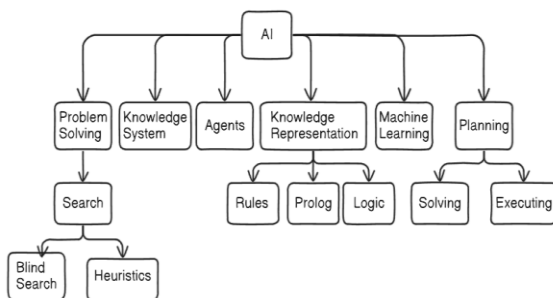 AI
Problem
Solving
Knowledge
System
Agents
Knowledge
Representation
Machine
Learning
Planning
Search
Rules
Prolog
Logic
Solving
Executing
Blind
Search
Heuristics